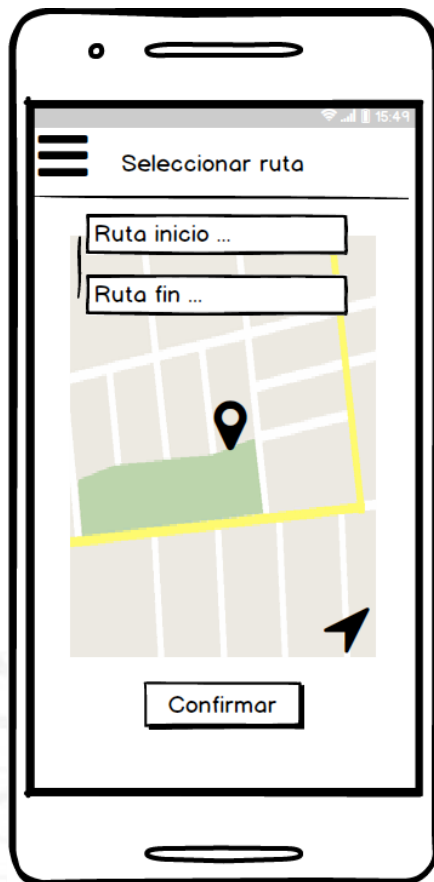 15:49
Seleccionar ruta
Ruta inicio ...
Ruta fin ...
Confirmar